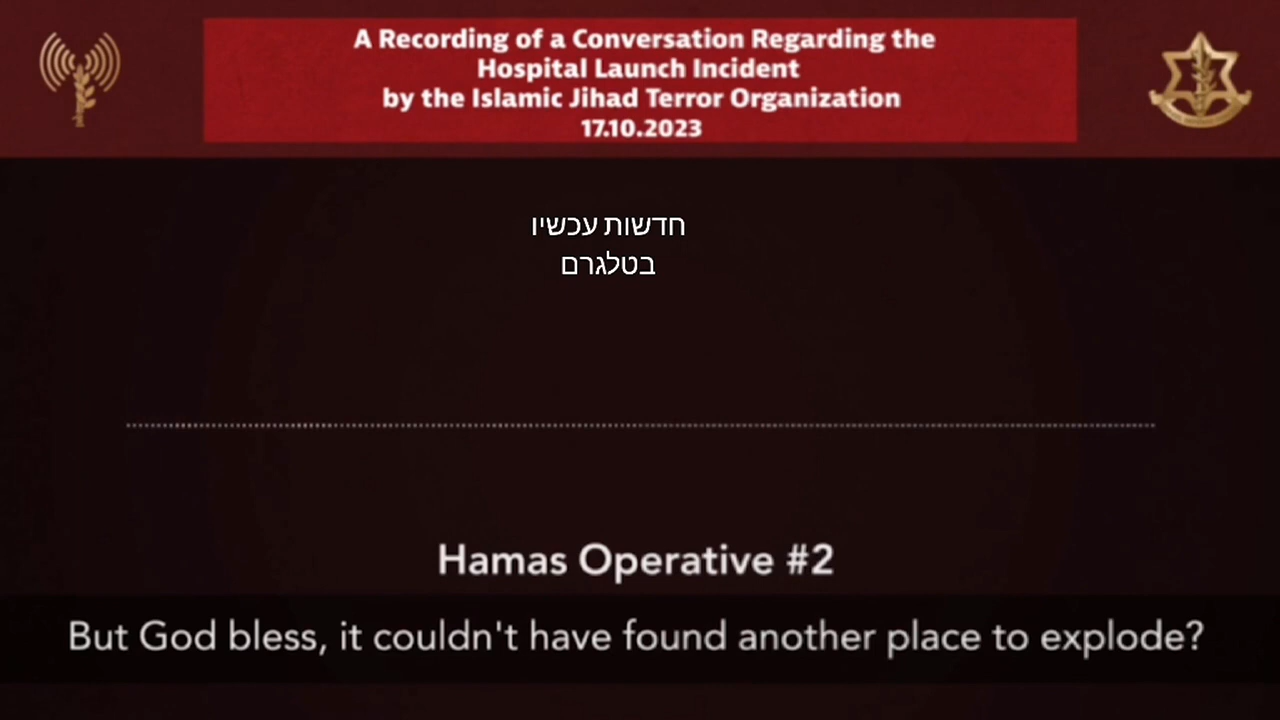 A Recording of a Conversation Regarding the
Hospital Launch Incident
by the Islamic Jihad Terror Organization
17.10.2023
חדשות עכשיו
בטלגרם
Hamas Operative #2
But God bless, it couldn't have found another place to explode?